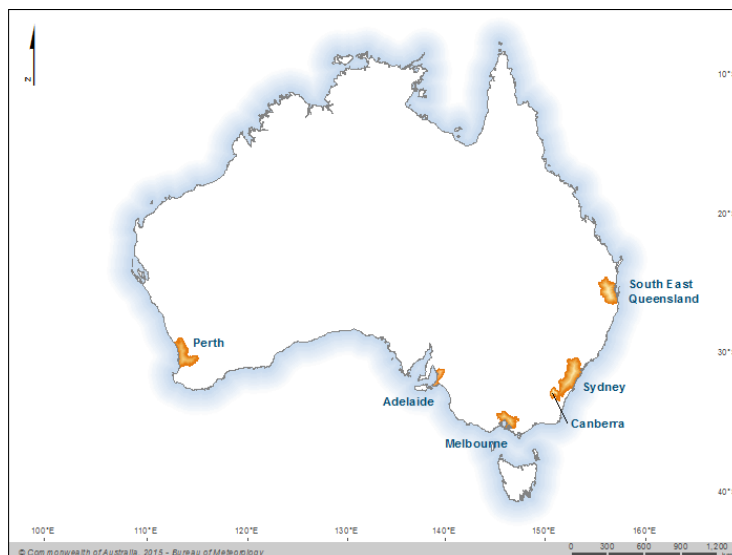 N
10°S
20°S
South East
Queensland
30°S
Perth
Sydney
Adelaide
Canberra
Melbourne
40°S
100°E 110°E 120°E 130°E 140°E 150°E 160°E
© Commonwealth of Australia, 2015 - Bureau of Meteorology
0 300 600 900 1,200